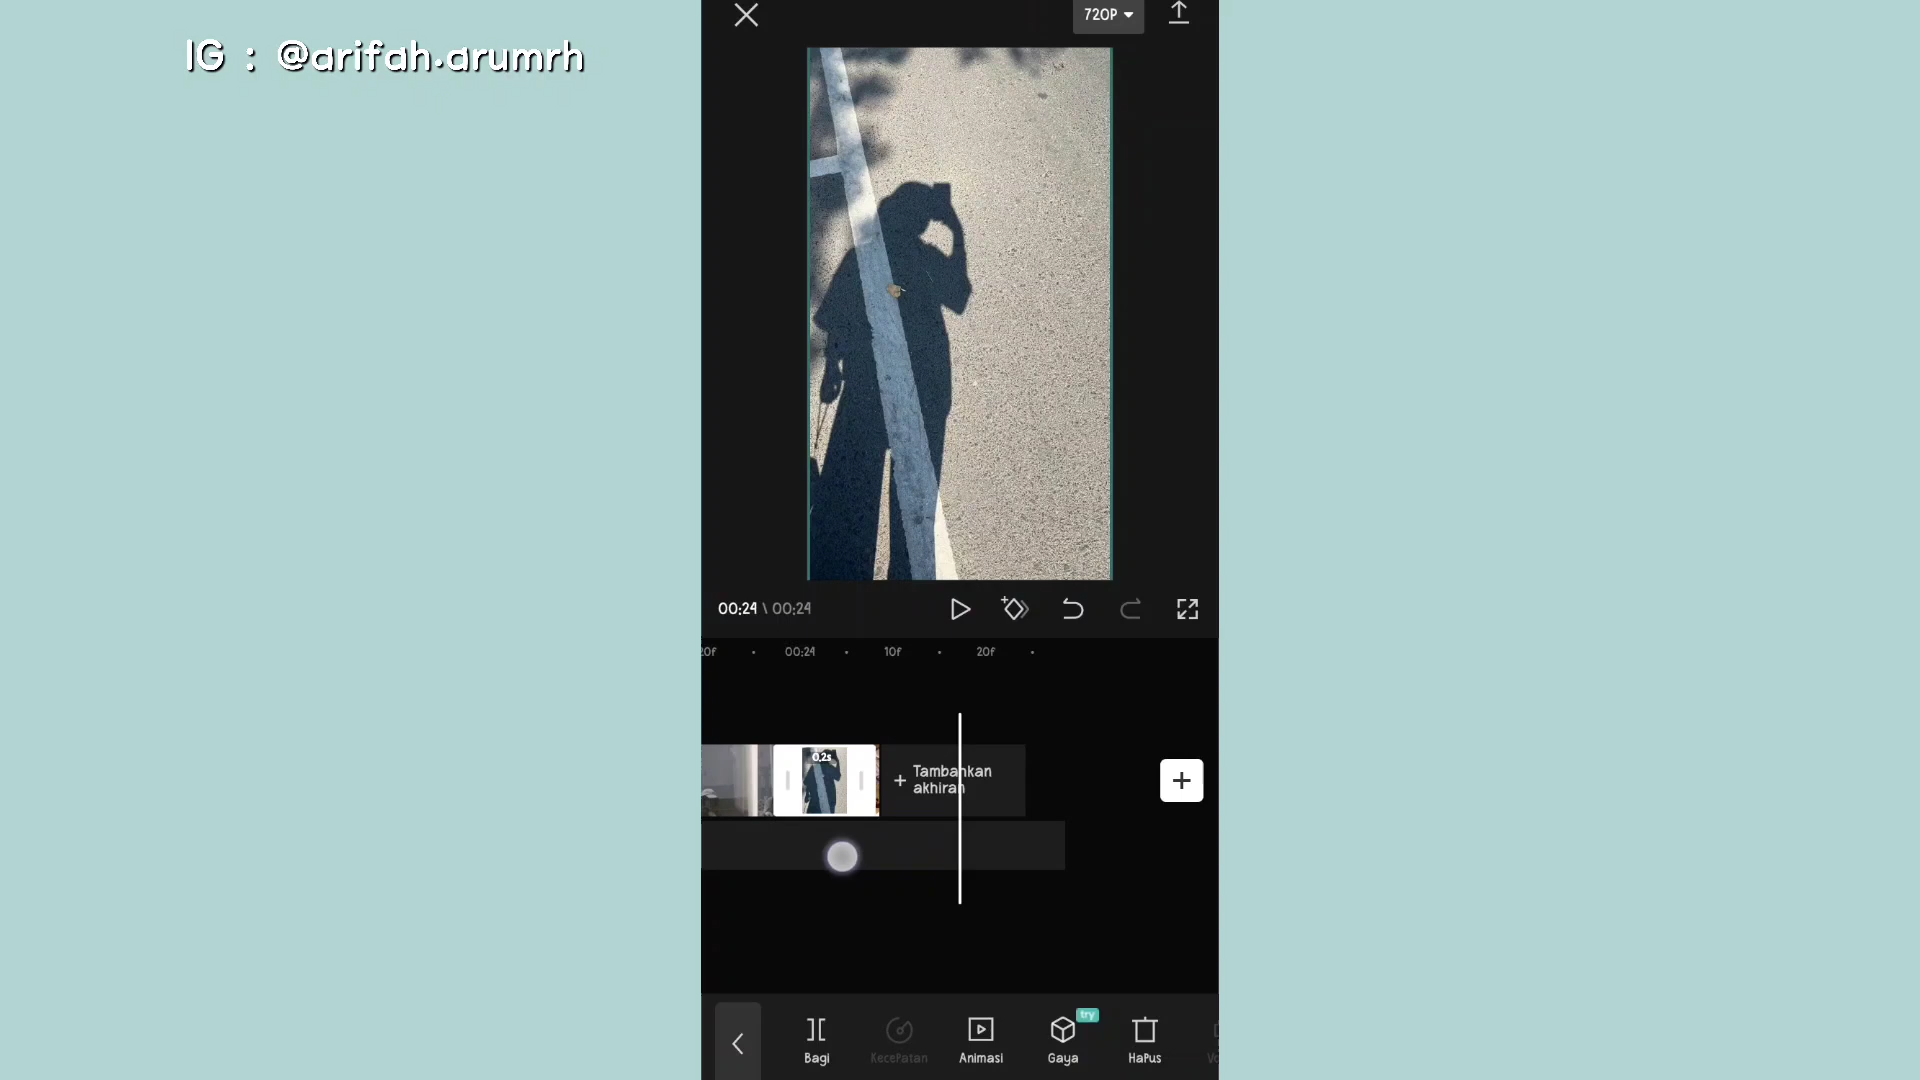 IG : @arifah.arumrh
720P
00:24 \ 00:24
20f 00:24 10f 20f
0,2s
+ Tambahkan
akhiran
+
try
Bagi KecePatan Animasi Gaya HaPus